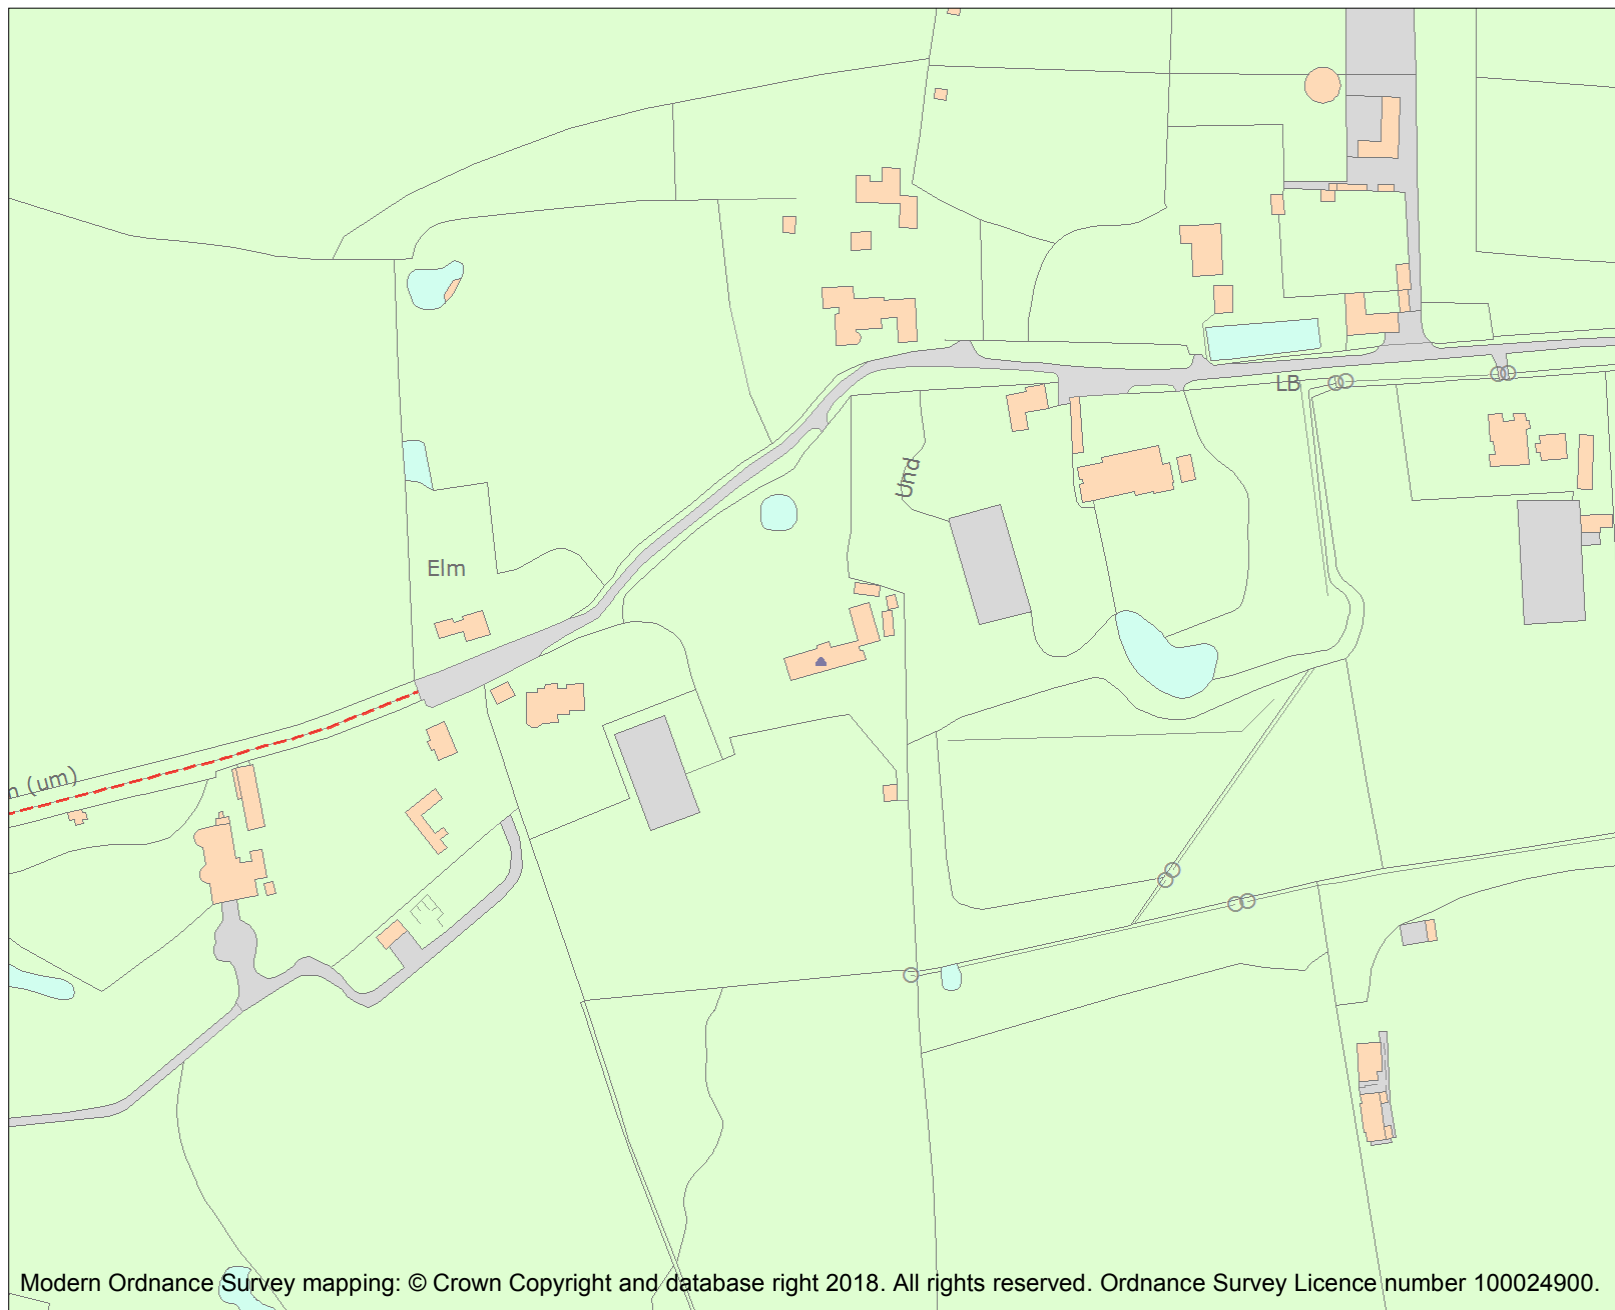 LB
Und
Elm
n (um)
Modern Ordnance Survey mapping: © Crown Copyright and database right 2018. All rights reserved. Ordnance Survey Licence number 100024900.